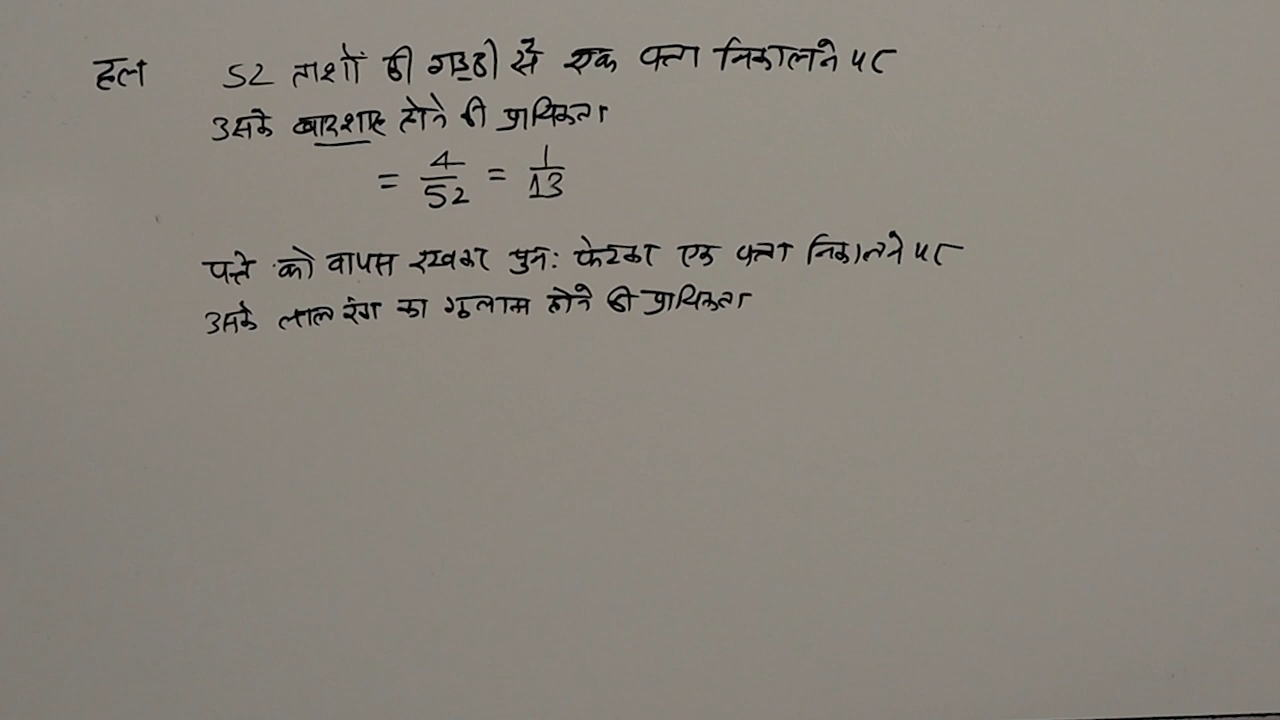 हल 52 ताशों की गड्डी से एक पत्ता निकालने पर
उसके बादशाह होने की प्रायिकता
= 4/52 = 1/13
पत्ते को वापस रखकर पुनः फेटकर एक पत्ता निकालने पर
उसके लाल रंग का गुलाम होने की प्रायिकता